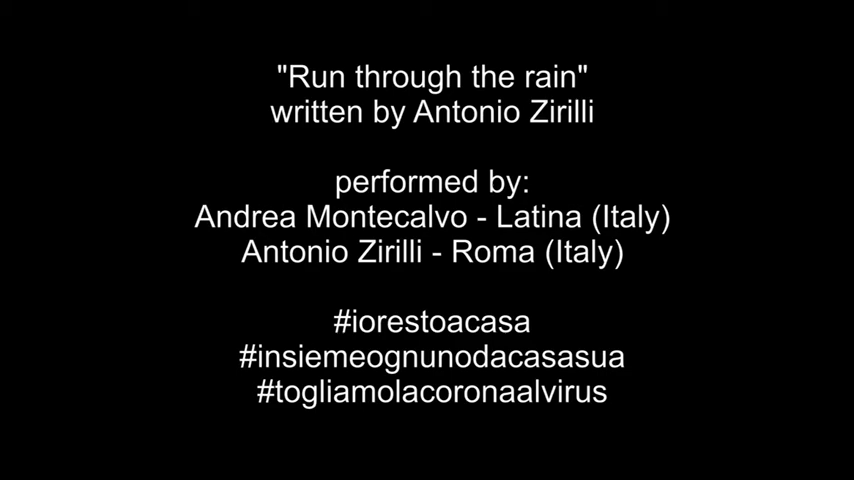 "Run through the rain"
written by Antonio Zirilli
performed by:
Andrea Montecalvo - Latina (Italy)
Antonio Zirilli - Roma (Italy)
#iorestoacasa
#insiemeognunodacasasua
#togliamolacoronaalvirus